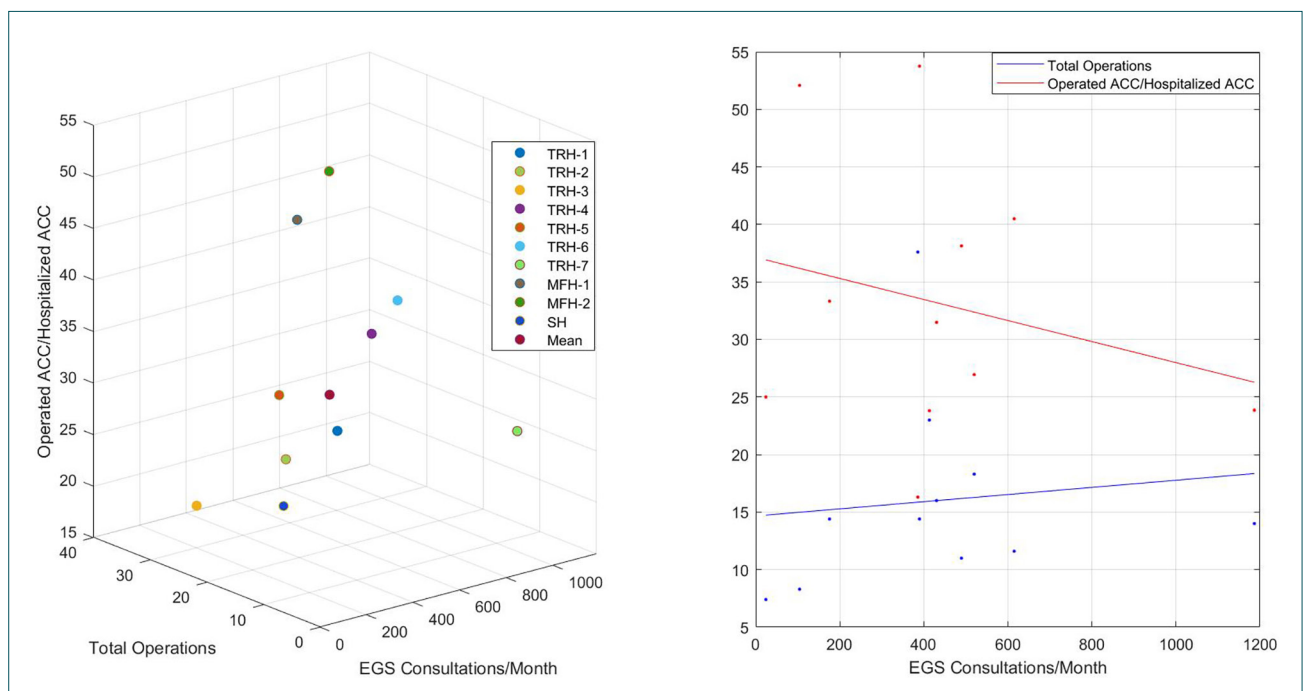 55
50
45
40
35
30
25
20
15
Operated ACC/Hospitalized ACC
40
30
20
10
0
Total Operations
0
200
400
600
800
1000
EGS Consultations/Month
TRH-1
TRH-2
TRH-3
TRH-4
TRH-5
TRH-6
TRH-7
MFH-1
MFH-2
SH
Mean
55
50
45
40
35
30
25
20
15
10
5
0
200
400
600
800
1000
1200
EGS Consultations/Month
Total Operations
Operated ACC/Hospitalized ACC